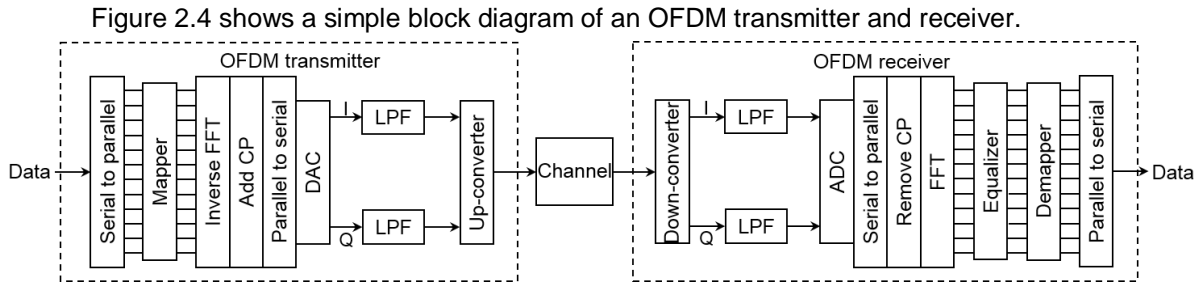 Figure 2.4 shows a simple block diagram of an OFDM transmitter and receiver.
OFDM transmitter
Data
Serial to parallel
Mapper
Inverse FFT
Add CP
Parallel to serial
DAC
I
LPF
Q
LPF
Up-converter
Channel
OFDM receiver
Down-converter
I
LPF
Q
LPF
ADC
Serial to parallel
Remove CP
FFT
Equalizer
Demapper
Parallel to serial
Data